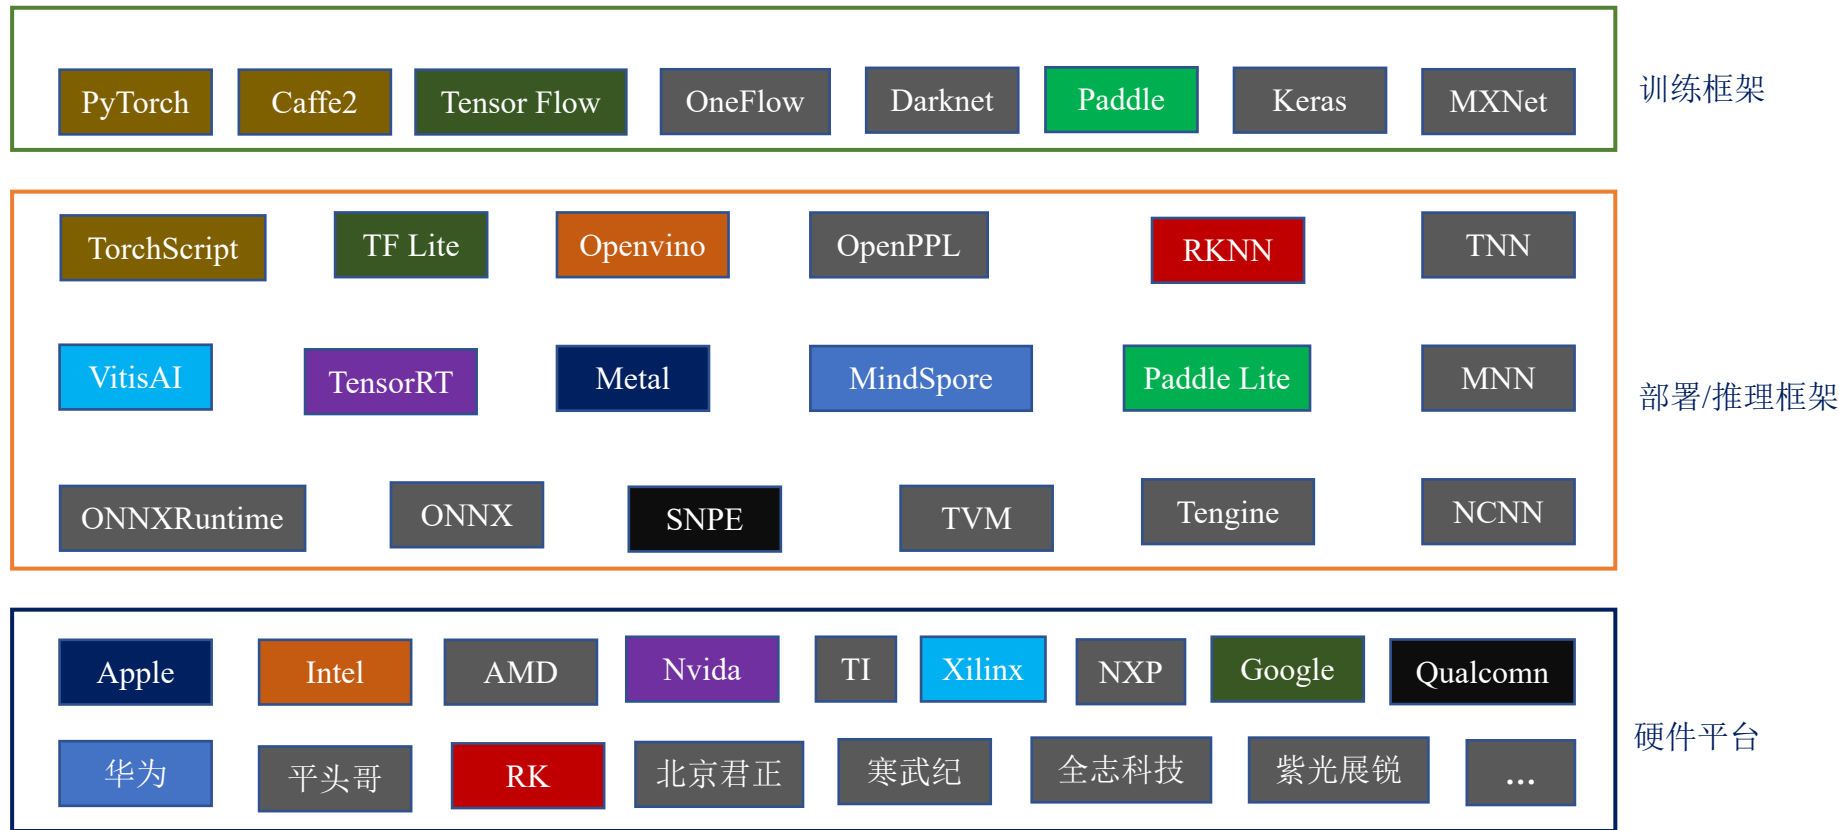 PyTorch
Caffe2
Tensor Flow
OneFlow
Darknet
Paddle
Keras
MXNet
训练框架
TorchScript
TF Lite
Openvino
OpenPPL
RKNN
TNN
VitisAI
TensorRT
Metal
MindSpore
Paddle Lite
MNN
部署/推理框架
ONNXRuntime
ONNX
SNPE
TVM
Tengine
NCNN
Apple
Intel
AMD
Nvida
TI
Xilinx
NXP
Google
Qualcomn
硬件平台
华为
平头哥
RK
北京君正
寒武纪
全志科技
紫光展锐
...